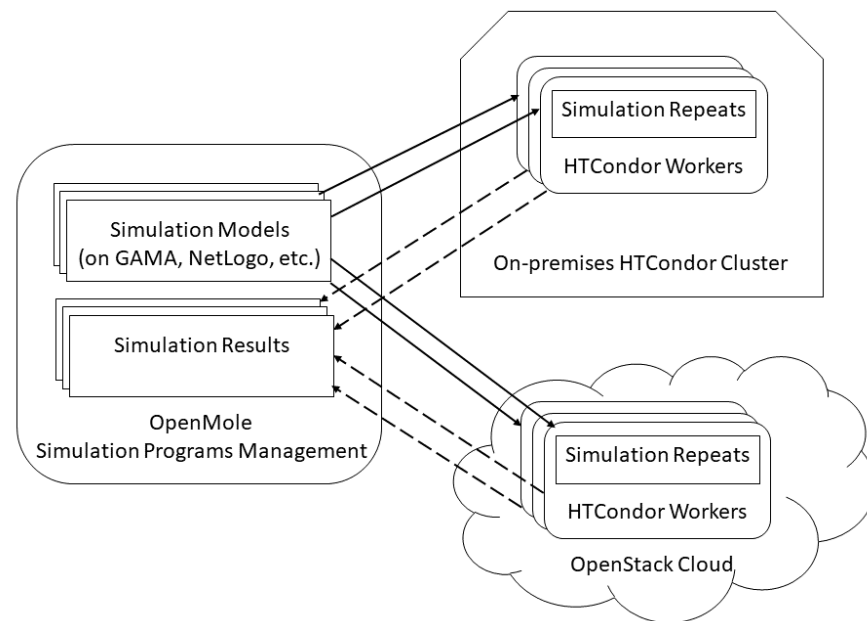 Simulation Repeats
HTCondor Workers
On-premises HTCondor Cluster
Simulation Models
(on GAMA, NetLogo, etc.)
Simulation Results
OpenMole
Simulation Programs Management
Simulation Repeats
HTCondor Workers
OpenStack Cloud